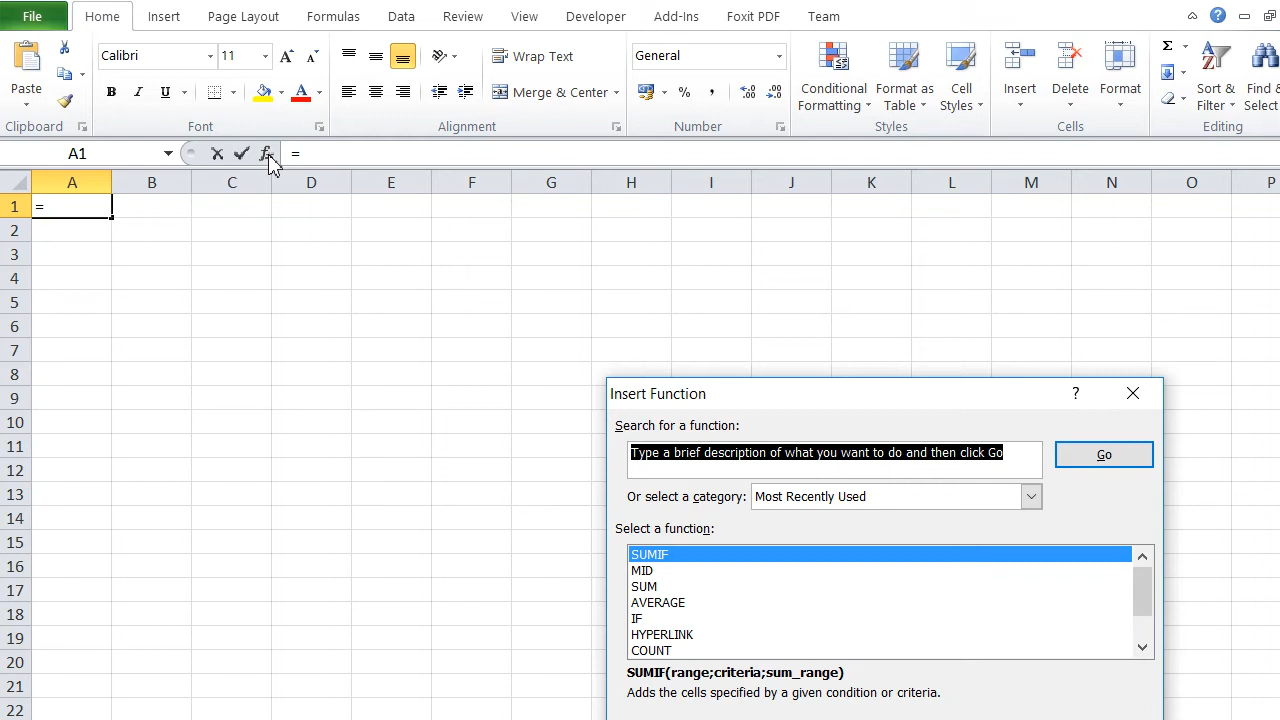 File Home Insert Page Layout Formulas Data Review View Developer Add-Ins Foxit PDF Team
Paste
Calibri 11
B I U
Wrap Text
Merge & Center
General
%
Conditional Formatting
Format as Table
Cell Styles
Insert Delete Format
Σ
Sort & Filter
Find & Select
Clipboard Font Alignment Number Styles Cells Editing
A1 =
A B C D E F G H I J K L M N O P
1 =
2
3
4
5
6
7
8
9
10
11
12
13
14
15
16
17
18
19
20
21
22
Insert Function ?
Search for a function:
Type a brief description of what you want to do and then click Go
Go
Or select a category: Most Recently Used
Select a function:
SUMIF
MID
SUM
AVERAGE
IF
HYPERLINK
COUNT
SUMIF(range;criteria;sum_range)
Adds the cells specified by a given condition or criteria.